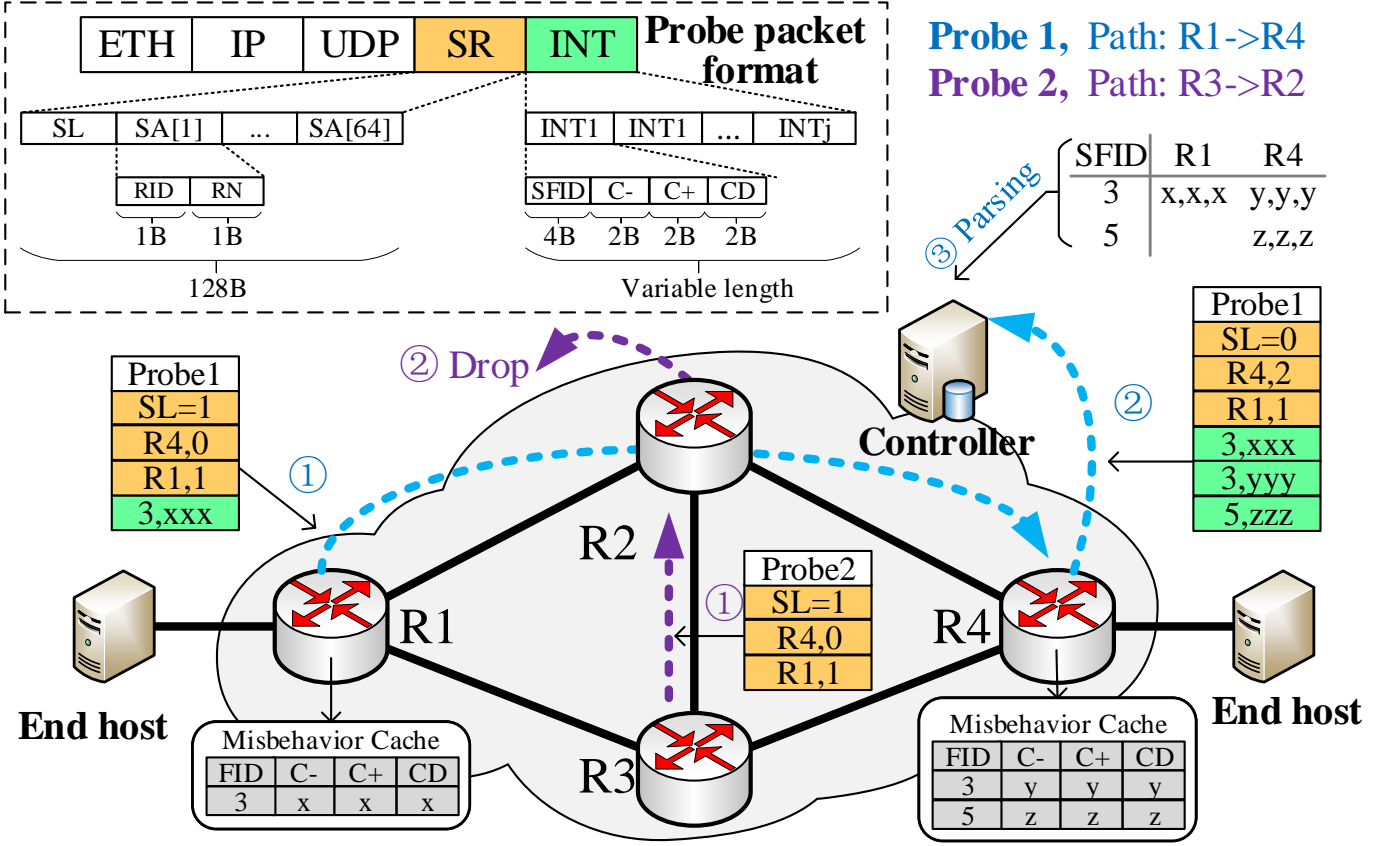 ETH IP UDP SR INT
Probe packet
format
SL SA[1] ... SA[64]
INT1 INT1 ... INTj
RID RN
SFID C- C+ CD
1B 1B
4B 2B 2B 2B
128B
Variable length
Probe 1, Path: R1->R4
Probe 2, Path: R3->R2
SFID R1 R4
3 x,x,x y,y,y
5 z,z,z
③ Parsing
Controller
Probe1
SL=0
R4,2
R1,1
3,xxx
3,yyy
5,zzz
②
② Drop
Probe1
SL=1
R4,0
R1,1
3,xxx
①
R2
①
Probe2
SL=1
R4,0
R1,1
R1
R4
R3
End host
End host
Misbehavior Cache
FID C- C+ CD
3 x x x
Misbehavior Cache
FID C- C+ CD
3 y y y
5 z z z